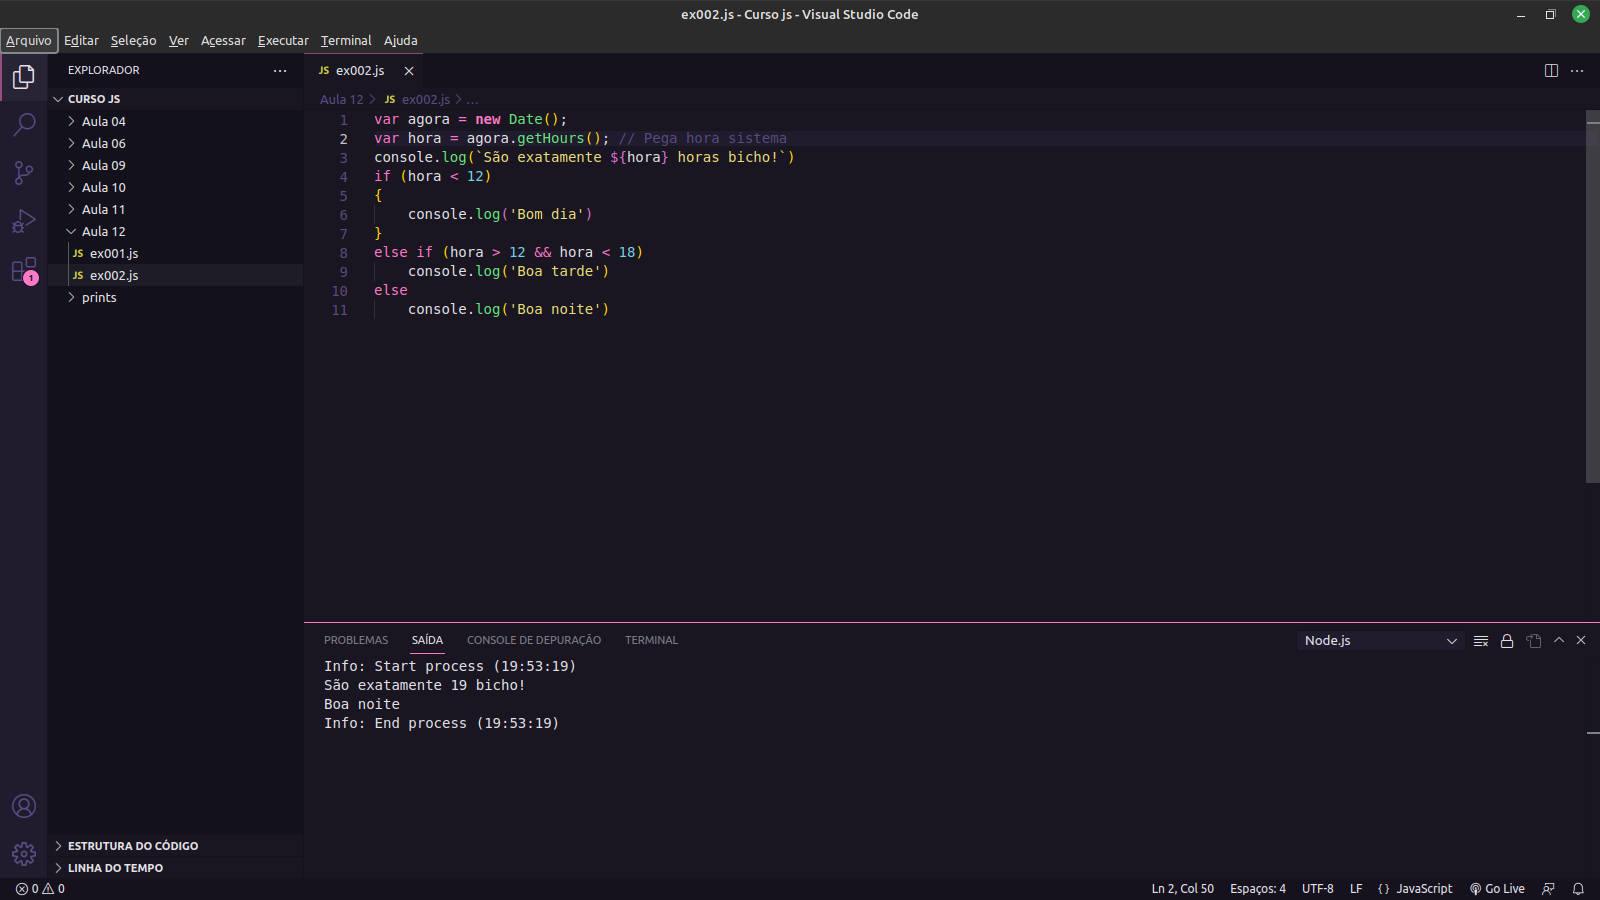 ex002.js - Curso js - Visual Studio Code
Arquivo Editar Seleção Ver Acessar Executar Terminal Ajuda
EXPLORADOR
CURSO JS
Aula 04
Aula 06
Aula 09
Aula 10
Aula 11
Aula 12
JS ex001.js
JS ex002.js
prints
1
ESTRUTURA DO CÓDIGO
LINHA DO TEMPO
JS ex002.js
Aula 12 > JS ex002.js > ...
1 var agora = new Date();
2 var hora = agora.getHours(); // Pega hora sistema
3 console.log(`São exatamente ${hora} horas bicho!`)
4 if (hora < 12)
5 {
6 console.log('Bom dia')
7 }
8 else if (hora > 12 && hora < 18)
9 console.log('Boa tarde')
10 else
11 console.log('Boa noite')
PROBLEMAS SAÍDA CONSOLE DE DEPURAÇÃO TERMINAL Node.js
Info: Start process (19:53:19)
São exatamente 19 bicho!
Boa noite
Info: End process (19:53:19)
0 0 Ln 2, Col 50 Espaços: 4 UTF-8 LF {} JavaScript Go Live